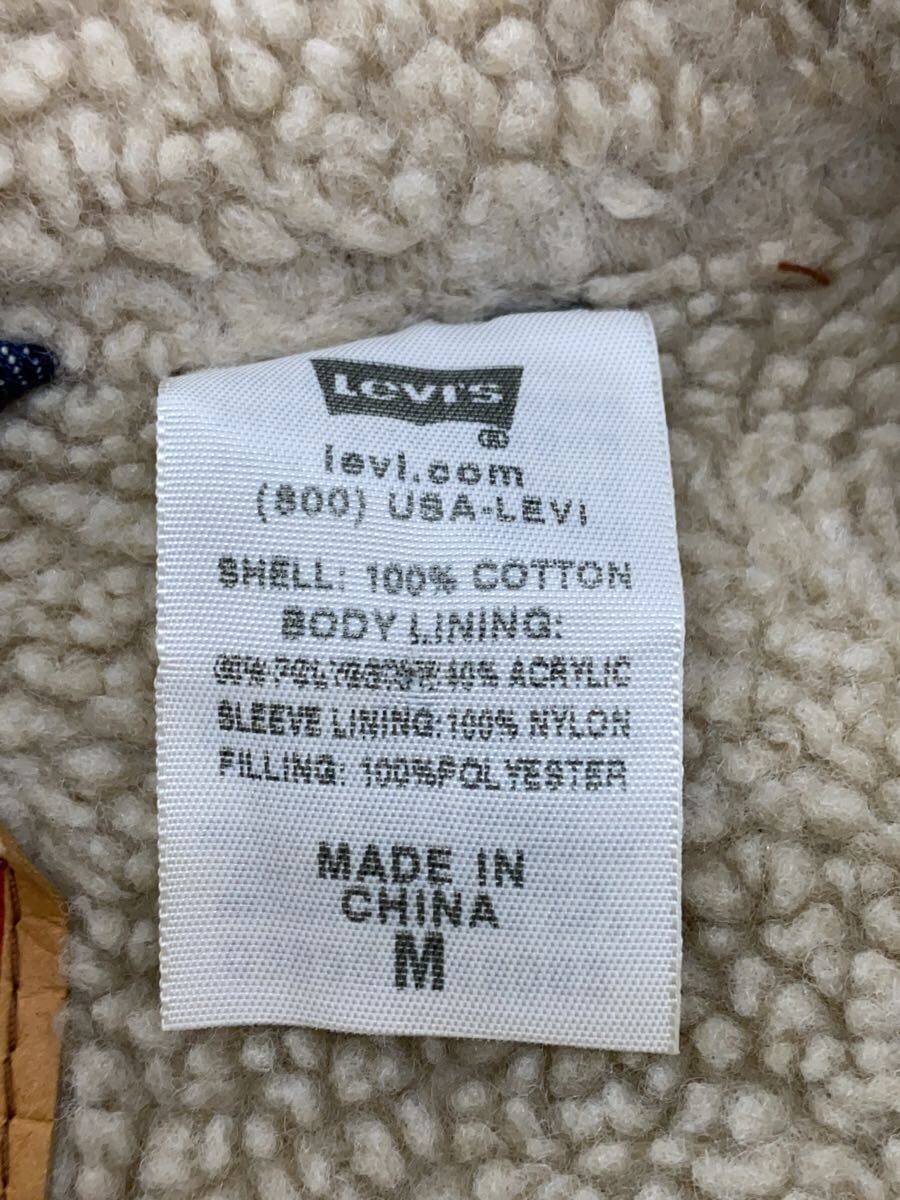 Levi's
®
levi.com
(800) USA-LEVI
SHELL: 100% COTTON
BODY LINING:
40% ACRYLIC
SLEEVE LINING:100% NYLON
FILLING: 100%POLYESTER
MADE IN
CHINA
M